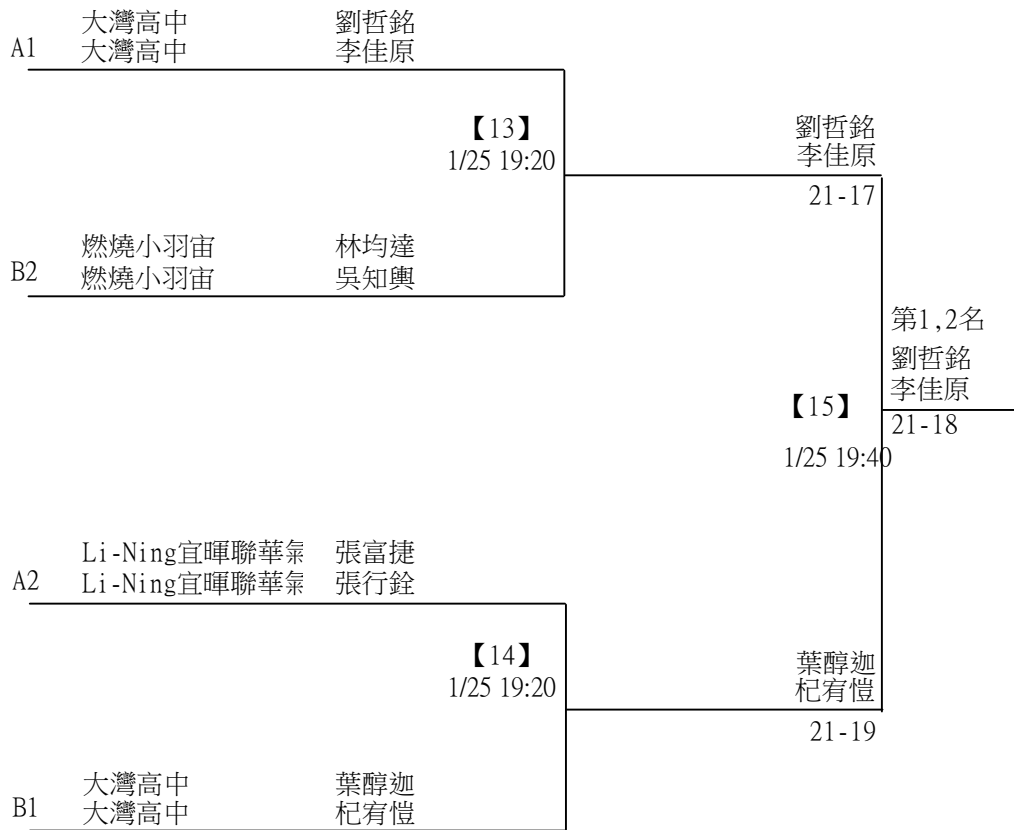 大灣高中 劉哲銘
A1 大灣高中 李佳原
【13】
1/25 19:20
劉哲銘
李佳原
21-17
燃燒小羽宙 林均達
B2 燃燒小羽宙 吳知輿
第1,2名
劉哲銘
李佳原
【15】
21-18
1/25 19:40
Li-Ning宜暉聯華 張富捷
A2 Li-Ning宜暉聯華 張行銓
【14】
1/25 19:20
葉醇迦
杞宥愷
21-19
大灣高中 葉醇迦
B1 大灣高中 杞宥愷